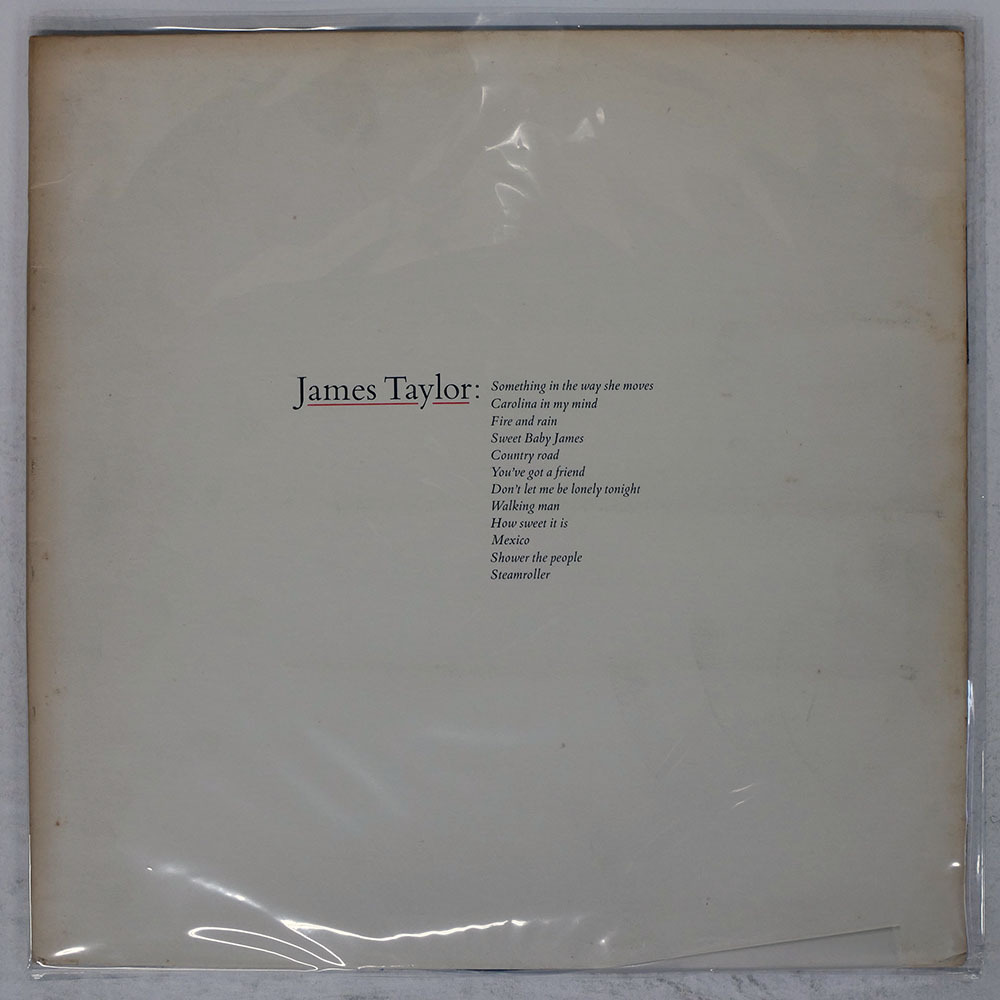 James Taylor: Something in the way she moves
Carolina in my mind
Fire and rain
Sweet Baby James
Country road
You've got a friend
Don't let me be lonely tonight
Walking man
How sweet it is
Mexico
Shower the people
Steamroller